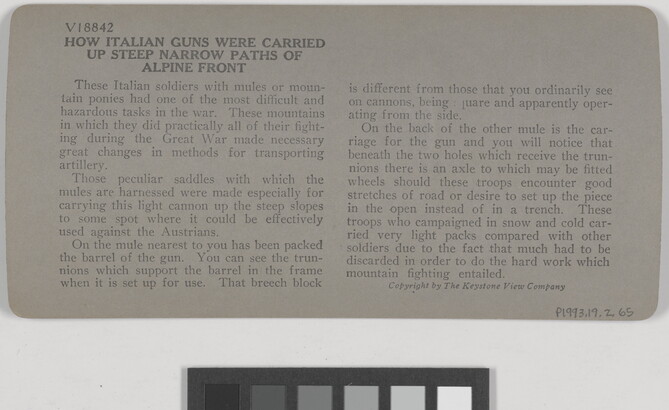 V18842
HOW ITALIAN GUNS WERE CARRIED
UP STEEP NARROW PATHS OF
ALPINE FRONT
These Italian soldiers with mules or moun-
tain ponies had one of the most difficult and
hazardous tasks in the war. These mountains
in which they did practically all of their fight-
ing during the Great War made necessary
great changes in methods for transporting
artillery.
Those peculiar saddles with which the
mules are harnessed were made especially for
carrying this light cannon up the steep slopes
to some spot where it could be effectively
used against the Austrians.
On the mule nearest to you has been packed
the barrel of the gun. You can see the trun-
nions which support the barrel in the frame
when it is set up for use. That breech block
is different from those that you ordinarily see
on cannons, being quare and apparently oper-
ating from the side.
On the back of the other mule is the car-
riage for the gun and you will notice that
beneath the two holes which receive the trun-
nions there is an axle to which may be fitted
wheels should these troops encounter good
stretches of road or desire to set up the piece
in the open instead of in a trench. These
troops who campaigned in snow and cold car-
ried very light packs compared with other
soldiers due to the fact that much had to be
discarded in order to do the hard work which
mountain fighting entailed.
Copyright by The Keystone View Company
P1993.19.2.65